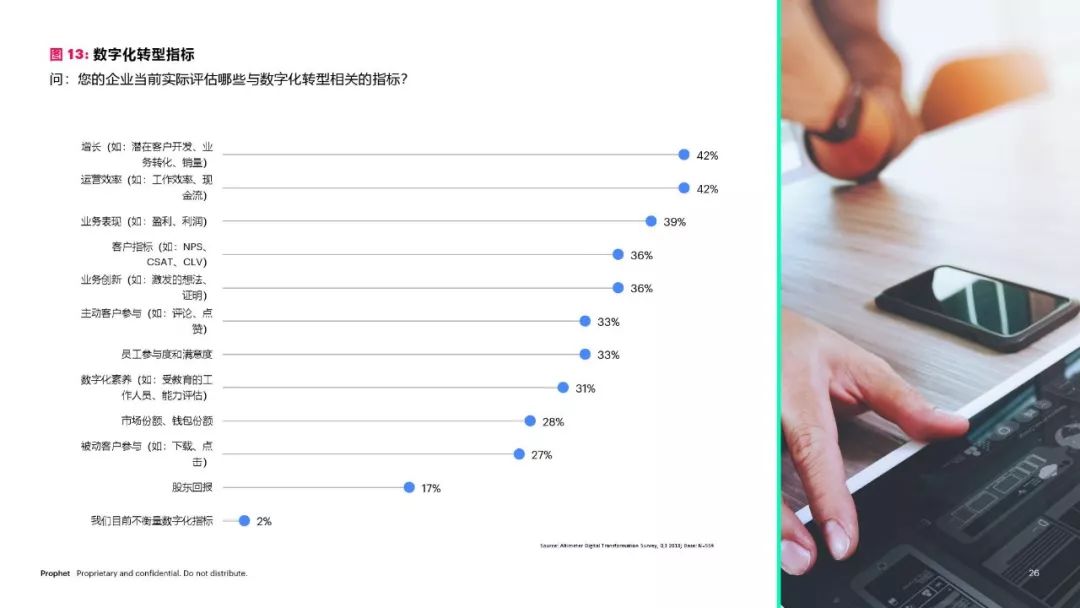 图 13: 数字化转型指标
问：您的企业当前实际评估哪些与数字化转型相关的指标？
增长（如：潜在客户开发、业
务转化、销量）
42%
运营效率（如：工作效率、现
金流）
42%
业务表现（如：盈利、利润）
39%
客户指标（如：NPS、
CSAT、CLV）
36%
业务创新（如：激发的想法、
证明）
36%
主动客户参与（如：评论、点
赞）
33%
员工参与度和满意度
33%
数字化素养（如：受教育的工
作人员、能力评估）
31%
市场份额、钱包份额
28%
被动客户参与（如：下载、点
击）
27%
股东回报
17%
我们目前不衡量数字化指标
2%
Source: Altimeter Digital Transformation Survey,
Prophet Proprietary and confidential. Do not distribute.
26